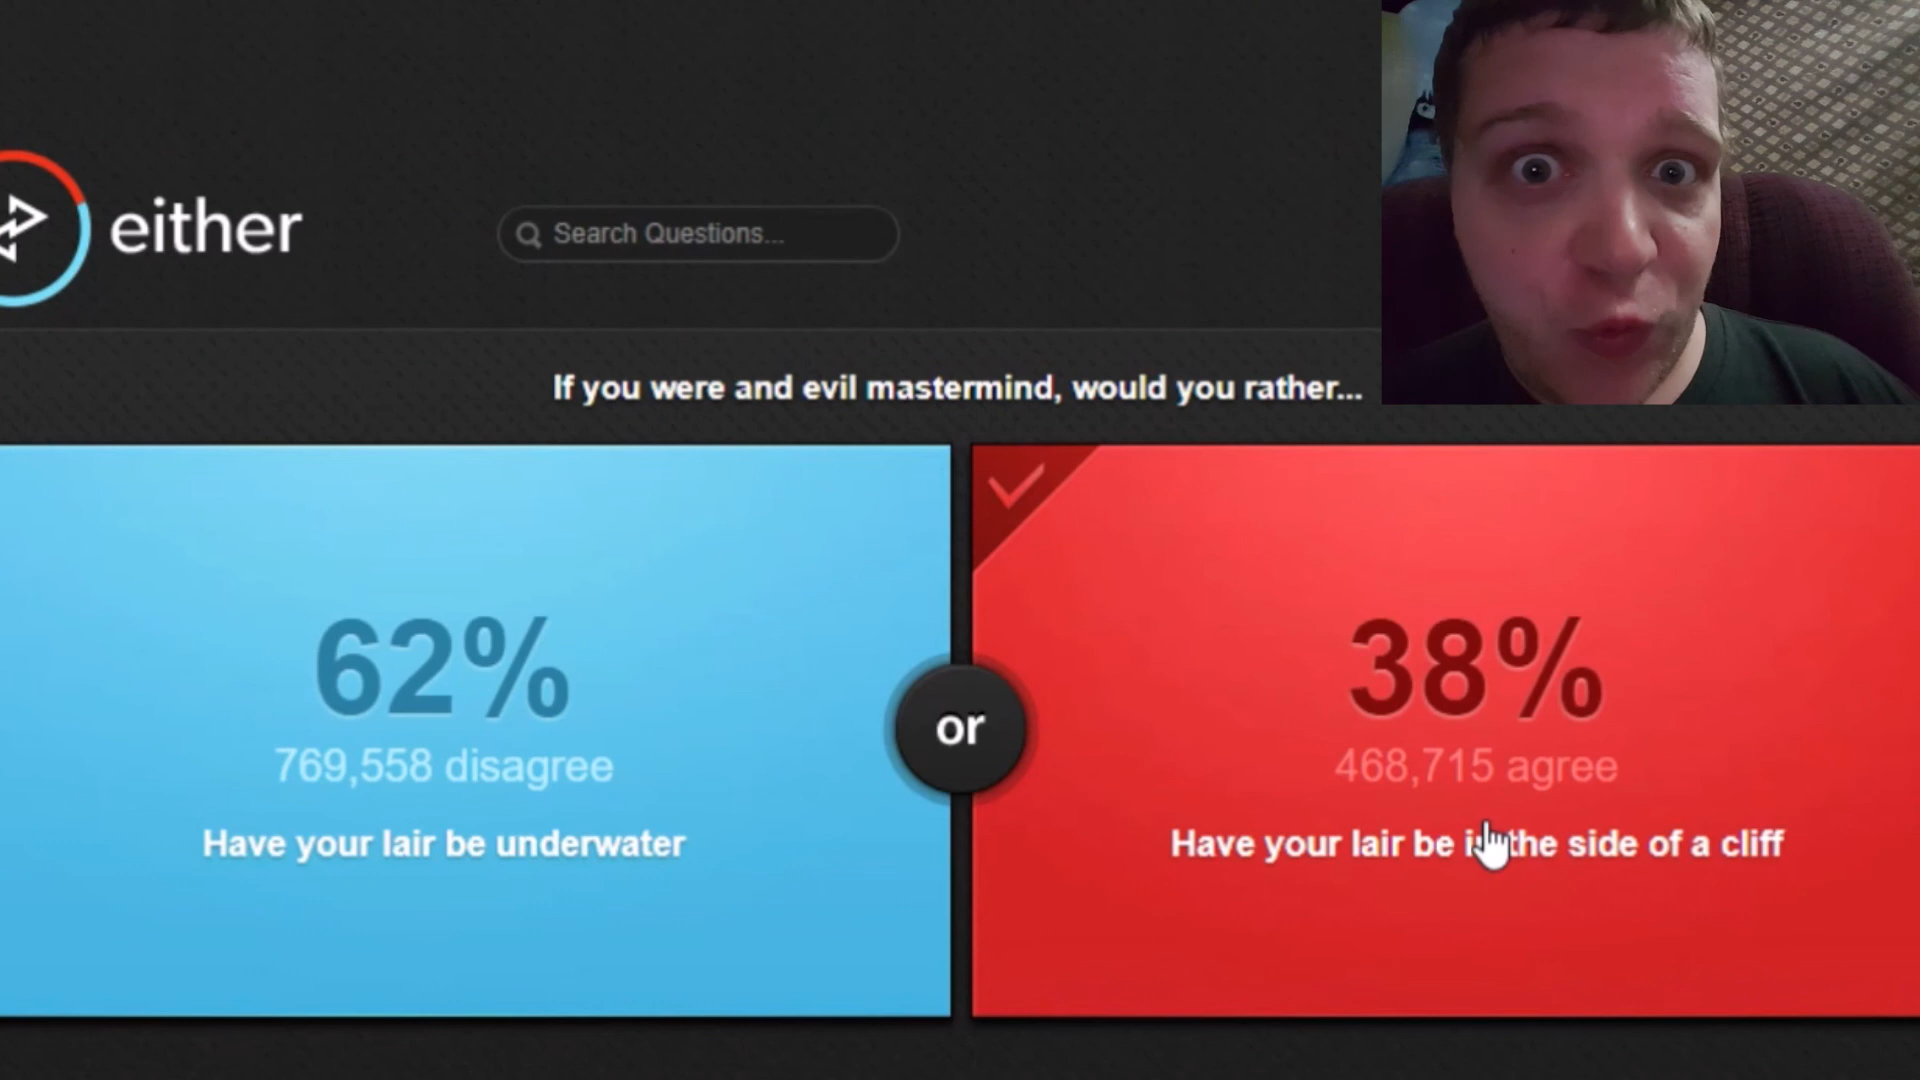 either
Search Questions...
If you were and evil mastermind, would you rather...
62%
769,558 disagree
Have your lair be underwater
or
38%
468,715 agree
Have your lair be in the side of a cliff